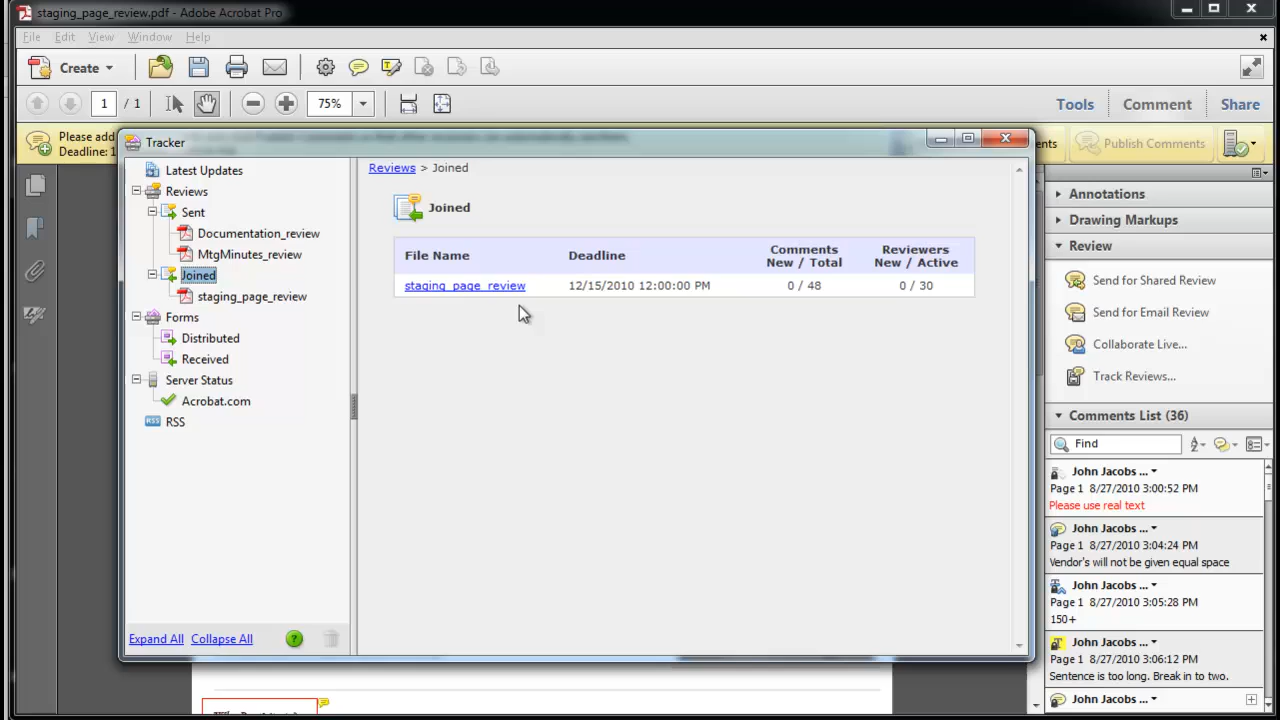 staging_page_review.pdf - Adobe Acrobat Pro
File Edit View Window Help
Create
1 / 1 75% Tools Comment Share
Please add
Deadline: 1
ents Publish Comments
Tracker
Latest Updates
Reviews
Sent
Documentation_review
MtgMinutes_review
Joined
staging_page_review
Forms
Distributed
Received
Server Status
Acrobat.com
RSS RSS
Expand All Collapse All ?
Reviews > Joined
Joined
File Name Deadline Comments New / Total Reviewers New / Active
staging_page_review 12/15/2010 12:00:00 PM 0 / 48 0 / 30
Annotations
Drawing Markups
Review
Send for Shared Review
Send for Email Review
Collaborate Live...
Track Reviews...
Comments List (36)
Find
John Jacobs ...
Page 1 8/27/2010 3:00:52 PM
Please use real text
John Jacobs ...
Page 1 8/27/2010 3:04:24 PM
Vendor's will not be given equal space
John Jacobs ...
Page 1 8/27/2010 3:05:28 PM
150+
John Jacobs ...
Page 1 8/27/2010 3:06:12 PM
Sentence is too long. Break in to two.
John Jacobs ...